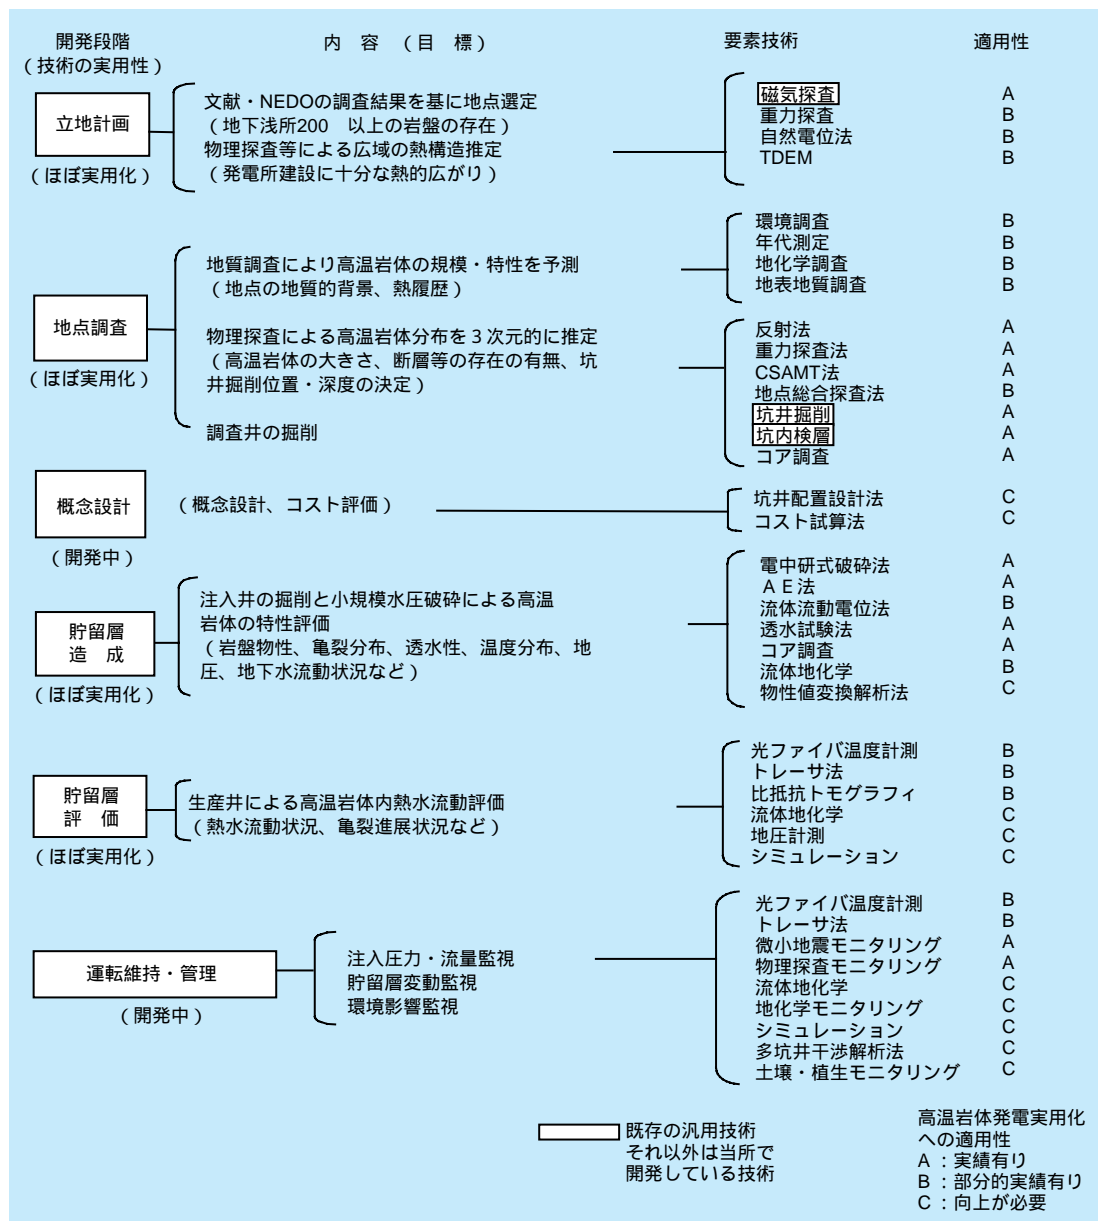 開発段階
（技術の実用性）
内　容　（目　標）
要素技術
適用性
立地計画
（ほぼ実用化）
文献・NEDOの調査結果を基に地点選定
（地下浅所200　以上の岩盤の存在）
物理探査等による広域の熱構造推定
（発電所建設に十分な熱的広がり）
磁気探査 A
重力探査 B
自然電位法 B
TDEM B
地点調査
（ほぼ実用化）
地質調査により高温岩体の規模・特性を予測
（地点の地質的背景、熱履歴）
環境調査 B
年代測定 B
地化学調査 B
地表地質調査 B
物理探査による高温岩体分布を３次元的に推定
（高温岩体の大きさ、断層等の存在の有無、坑
井掘削位置・深度の決定）
調査井の掘削
反射法 A
重力探査法 A
CSAMT法 A
地点総合探査法 B
坑井掘削 A
坑内検層 A
コア調査 A
概念設計
（開発中）
（概念設計、コスト評価）
坑井配置設計法 C
コスト試算法 C
貯留層
造　成
（ほぼ実用化）
注入井の掘削と小規模水圧破砕による高温
岩体の特性評価
（岩盤物性、亀裂分布、透水性、温度分布、地
圧、地下水流動状況など）
電中研式破砕法 A
ＡＥ法 A
流体流動電位法 B
透水試験法 A
コア調査 A
流体地化学 B
物性値変換解析法 C
貯留層
評　価
（ほぼ実用化）
生産井による高温岩体内熱水流動評価
（熱水流動状況、亀裂進展状況など）
光ファイバ温度計測 B
トレーサ法 B
比抵抗トモグラフィ B
流体地化学 C
地圧計測 C
シミュレーション C
運転維持・管理
（開発中）
注入圧力・流量監視
貯留層変動監視
環境影響監視
光ファイバ温度計測 B
トレーサ法 B
微小地震モニタリング A
物理探査モニタリング A
流体地化学 C
地化学モニタリング C
シミュレーション C
多坑井干渉解析法 C
土壌・植生モニタリング C
既存の汎用技術
それ以外は当所で
開発している技術
高温岩体発電実用化
への適用性
A ：実績有り
B ：部分的実績有り
C ：向上が必要